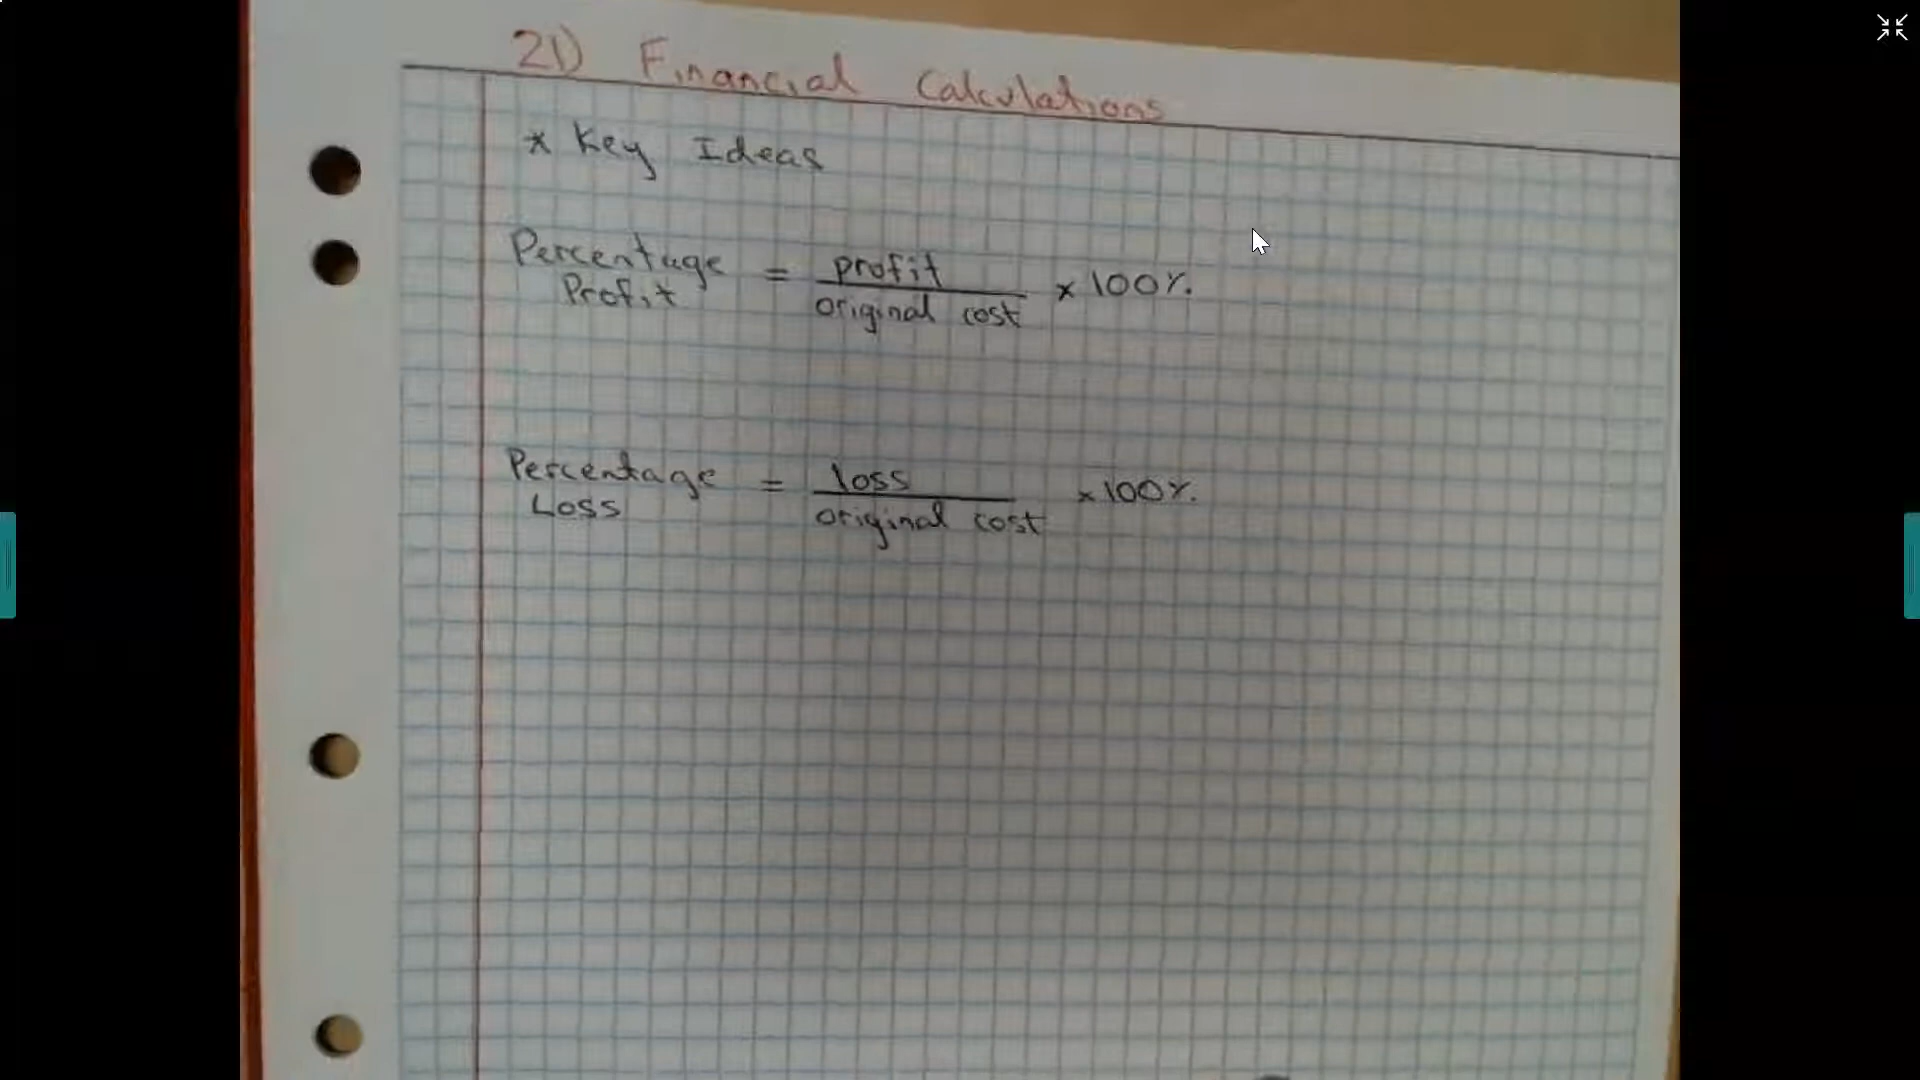 21) Financial Calculations
* Key Ideas
Percentage Profit = profit / original cost × 100%.
Percentage Loss = loss / original cost × 100%.